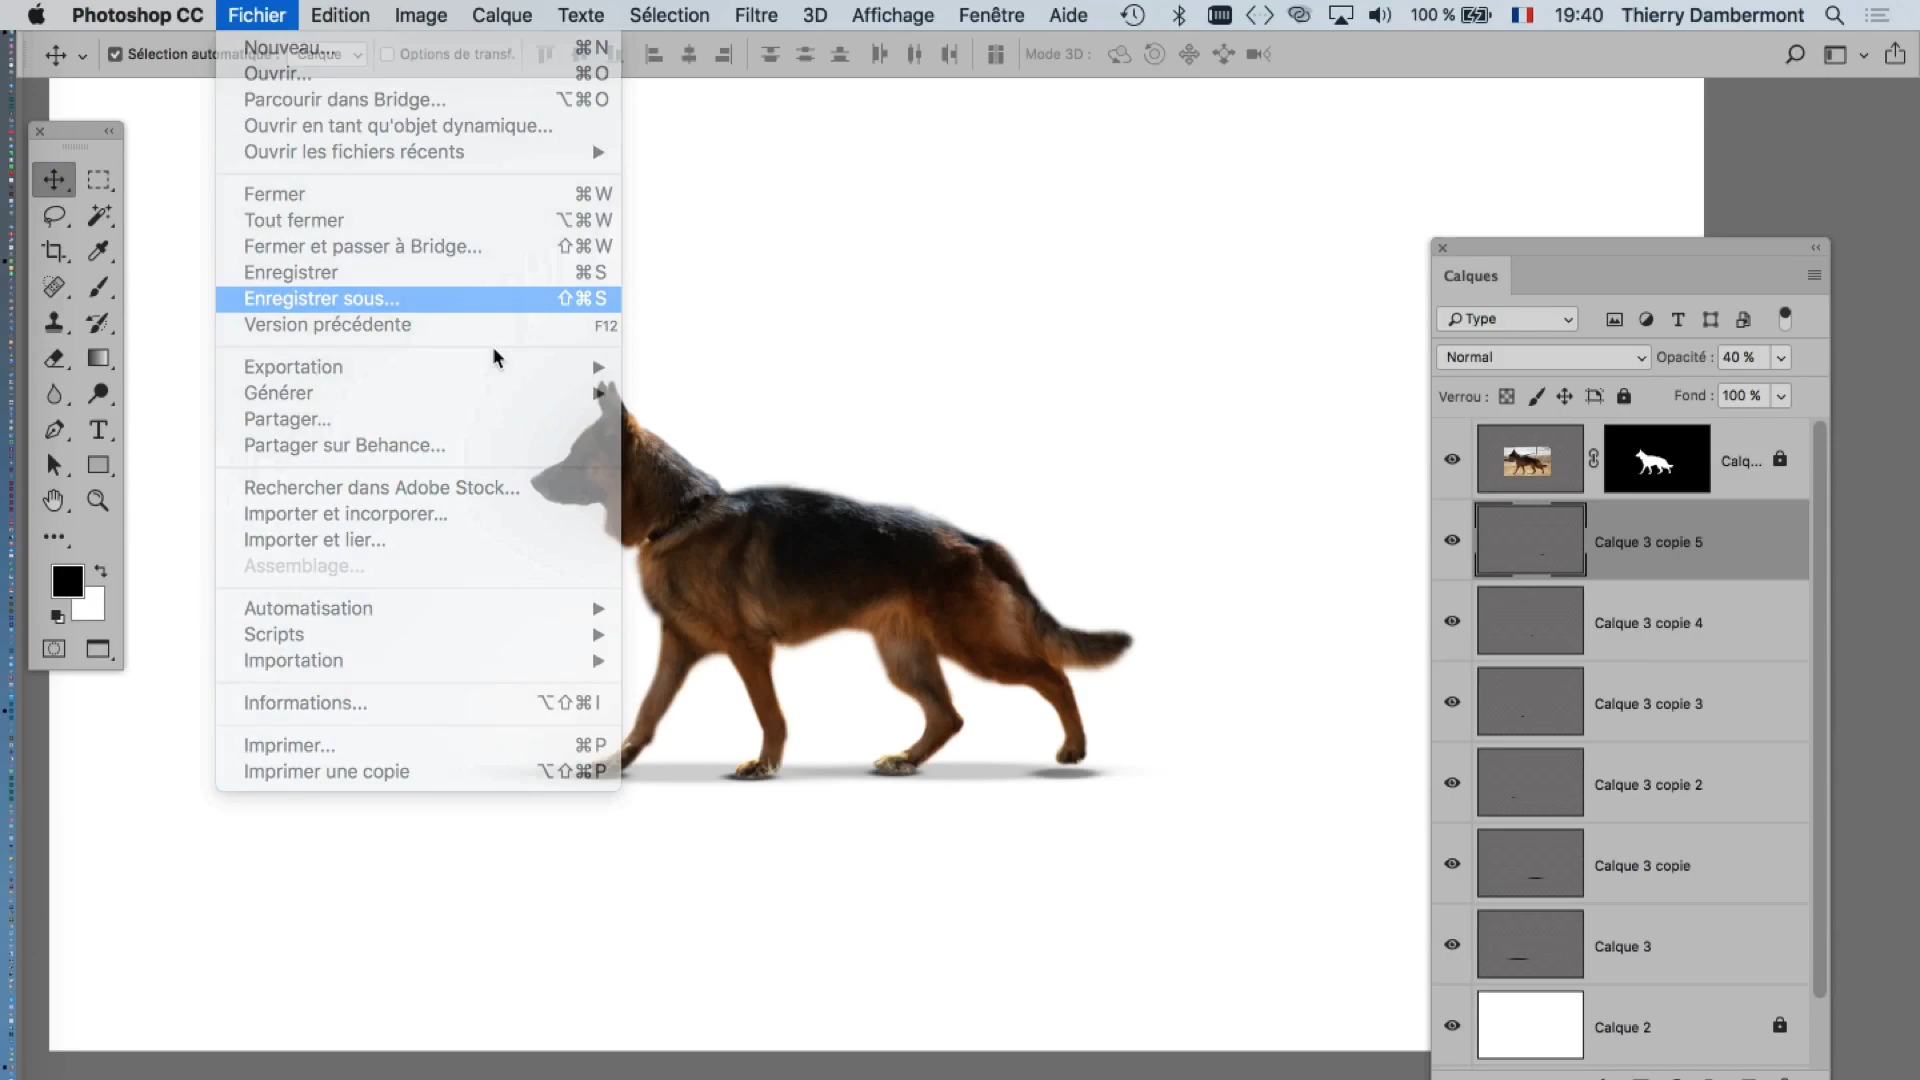 Photoshop CC Fichier Edition Image Calque Texte Sélection Filtre 3D Affichage Fenêtre Aide 100 % 19:40 Thierry Dambermont
Sélection automatique : Calque Options de transf. Mode 3D :
Nouveau... ⌘N
Ouvrir... ⌘O
Parcourir dans Bridge... ⌥⌘O
Ouvrir en tant qu'objet dynamique...
Ouvrir les fichiers récents
Fermer ⌘W
Tout fermer ⌥⌘W
Fermer et passer à Bridge... ⇧⌘W
Enregistrer ⌘S
Enregistrer sous... ⇧⌘S
Version précédente F12
Exportation
Générer
Partager...
Partager sur Behance...
Rechercher dans Adobe Stock...
Importer et incorporer...
Importer et lier...
Assemblage...
Automatisation
Scripts
Importation
Informations... ⌥⇧⌘I
Imprimer... ⌘P
Imprimer une copie ⌥⇧⌘P
Calques
Type
Normal Opacité : 40 %
Verrou : Fond : 100 %
Calq...
Calque 3 copie 5
Calque 3 copie 4
Calque 3 copie 3
Calque 3 copie 2
Calque 3 copie
Calque 3
Calque 2